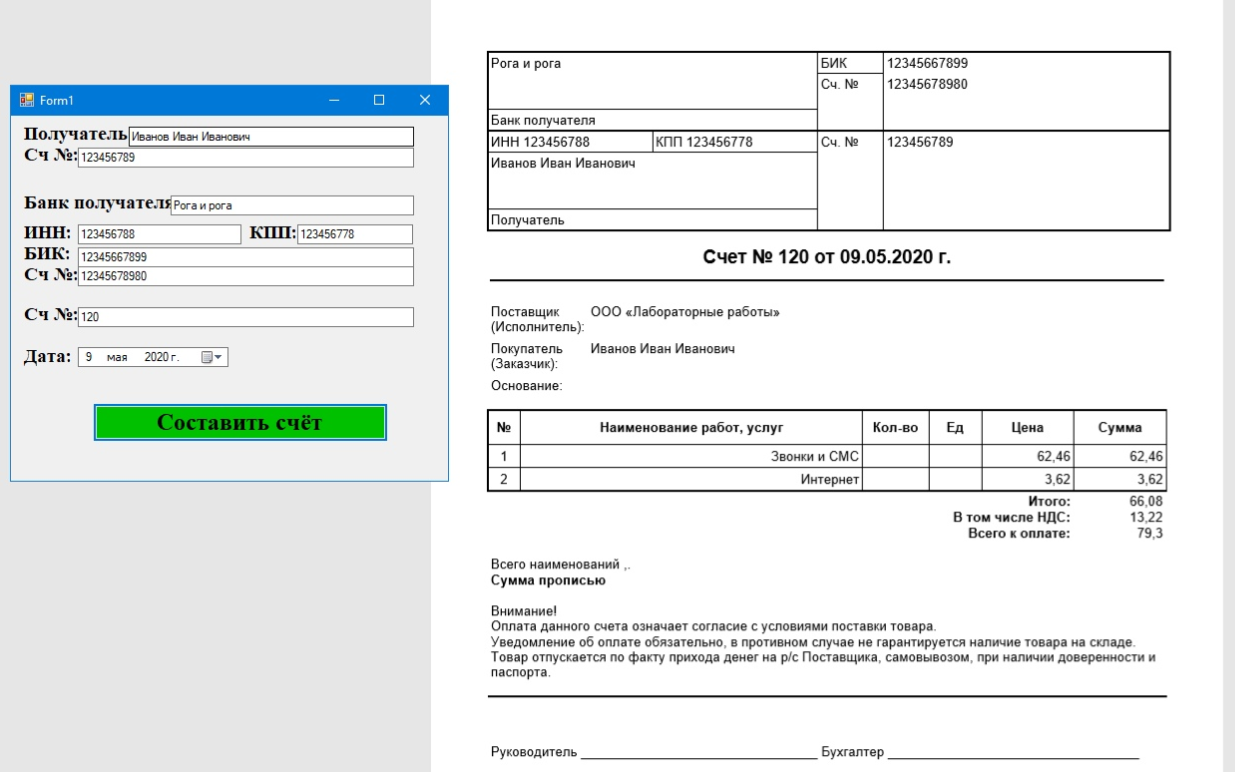 Form1
Получатель Иванов Иван Иванович
Сч №: 123456789
Банк получателя Рога и рога
ИНН: 123456788 КПП: 123456778
БИК: 12345667899
Сч №: 12345678980
Сч №: 120
Дата: 9 мая 2020 г.
Составить счёт
Рога и рога БИК 12345667899
Сч. № 12345678980
Банк получателя
ИНН 123456788 КПП 123456778 Сч. № 123456789
Иванов Иван Иванович
Получатель
Счет № 120 от 09.05.2020 г.
Поставщик ООО «Лабораторные работы»
(Исполнитель):
Покупатель Иванов Иван Иванович
(Заказчик):
Основание:
№ Наименование работ, услуг Кол-во Ед Цена Сумма
1 Звонки и СМС 62,46 62,46
2 Интернет 3,62 3,62
Итого: 66,08
В том числе НДС: 13,22
Всего к оплате: 79,3
Всего наименований ,.
Сумма прописью
Внимание!
Оплата данного счета означает согласие с условиями поставки товара.
Уведомление об оплате обязательно, в противном случае не гарантируется наличие товара на складе.
Товар отпускается по факту прихода денег на р/с Поставщика, самовывозом, при наличии доверенности и
паспорта.
Руководитель Бухгалтер